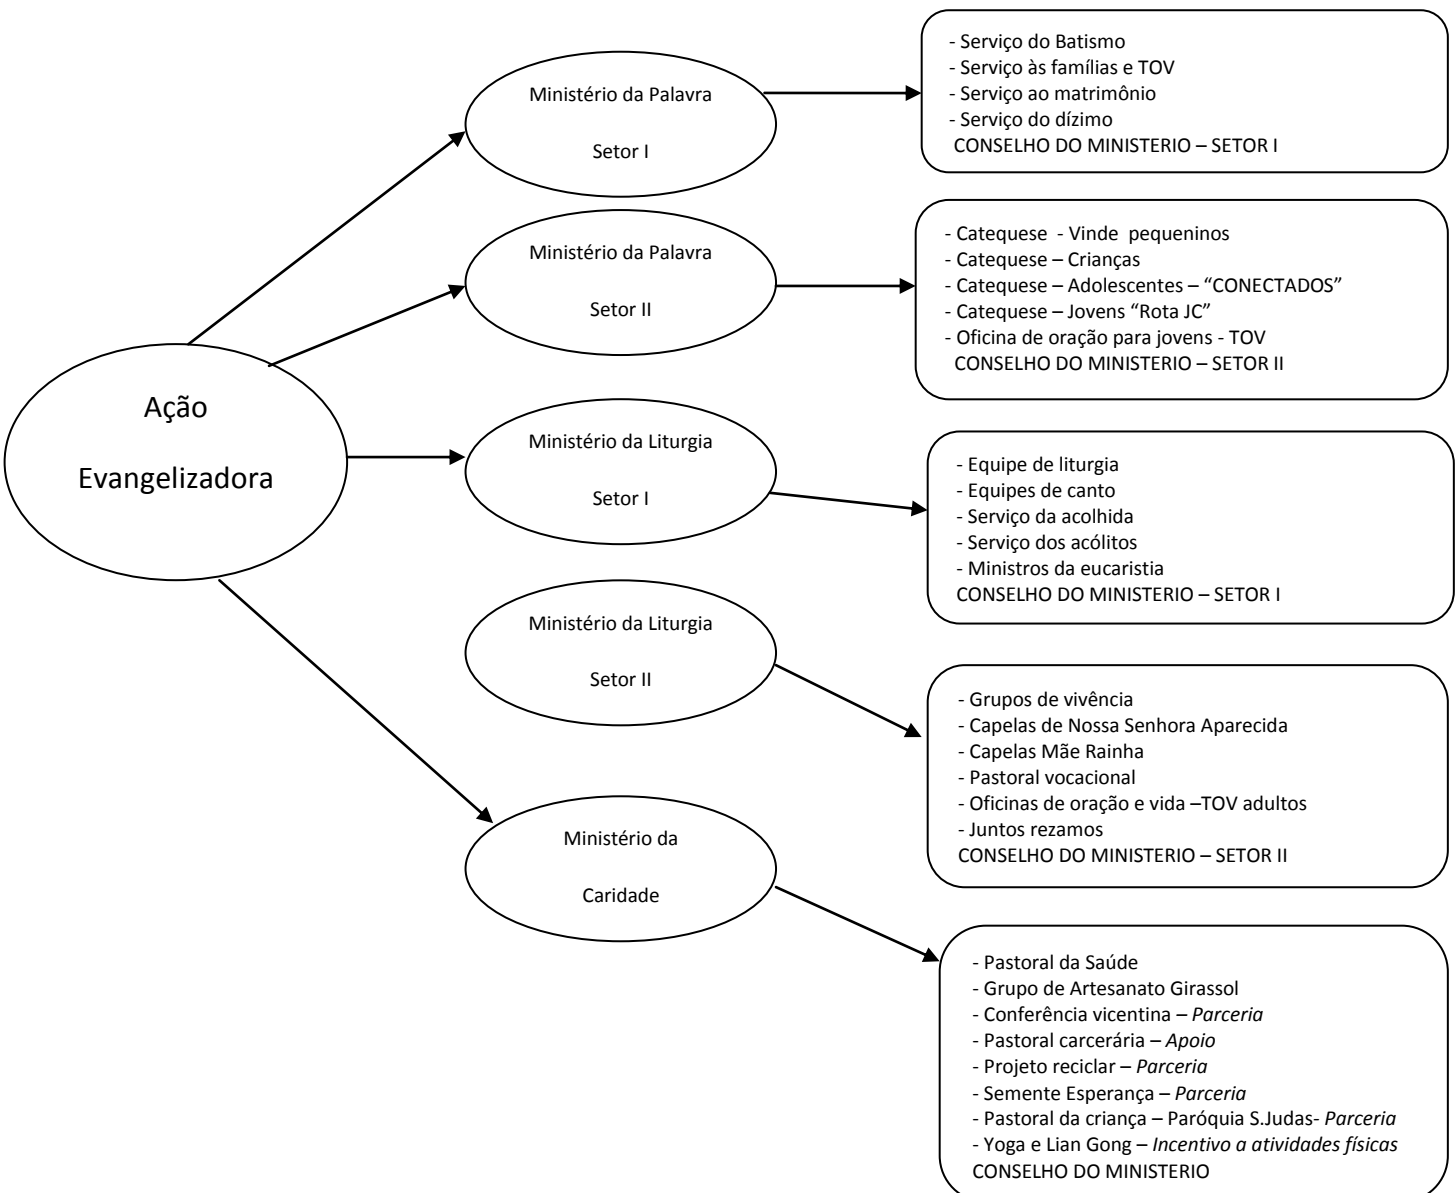 Ação
Evangelizadora
Ministério da Palavra
Setor I
- Serviço do Batismo
- Serviço às famílias e TOV
- Serviço ao matrimônio
- Serviço do dízimo
CONSELHO DO MINISTERIO – SETOR I
Ministério da Palavra
Setor II
- Catequese - Vinde pequeninos
- Catequese – Crianças
- Catequese – Adolescentes – “CONECTADOS”
- Catequese – Jovens “Rota JC”
- Oficina de oração para jovens - TOV
CONSELHO DO MINISTERIO – SETOR II
Ministério da Liturgia
Setor I
- Equipe de liturgia
- Equipes de canto
- Serviço da acolhida
- Serviço dos acólitos
- Ministros da eucaristia
CONSELHO DO MINISTERIO – SETOR I
Ministério da Liturgia
Setor II
- Grupos de vivência
- Capelas de Nossa Senhora Aparecida
- Capelas Mãe Rainha
- Pastoral vocacional
- Oficinas de oração e vida –TOV adultos
- Juntos rezamos
CONSELHO DO MINISTERIO – SETOR II
Ministério da
Caridade
- Pastoral da Saúde
- Grupo de Artesanato Girassol
- Conferência vicentina – Parceria
- Pastoral carcerária – Apoio
- Projeto reciclar – Parceria
- Semente Esperança – Parceria
- Pastoral da criança – Paróquia S.Judas- Parceria
- Yoga e Lian Gong – Incentivo a atividades físicas
CONSELHO DO MINISTERIO